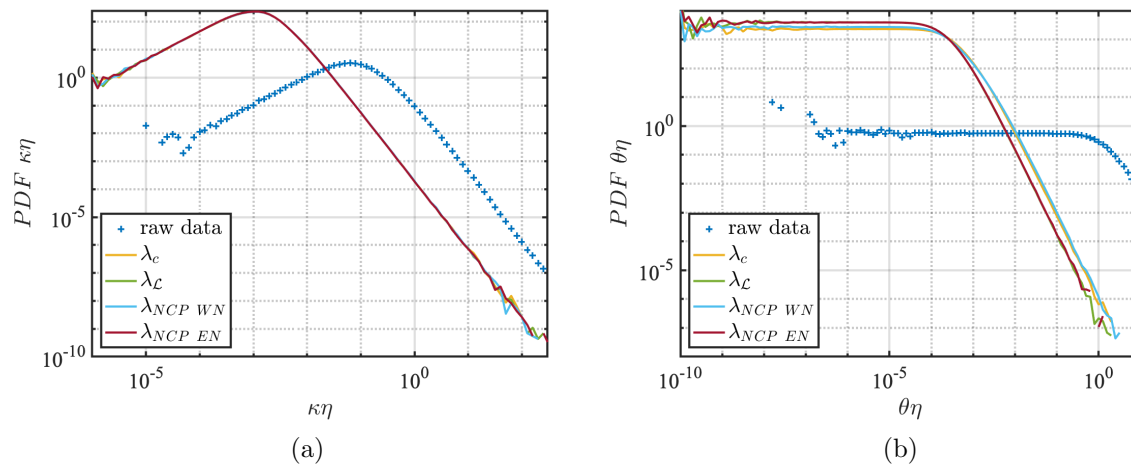 10^0
10^-5
10^-10
PDF κη
raw data
λ_c
λ_ℒ
λ_NCP WN
λ_NCP EN
10^-5
10^0
κη
(a)
10^0
10^-5
PDF θη
raw data
λ_c
λ_ℒ
λ_NCP WN
λ_NCP EN
10^-10
10^-5
10^0
θη
(b)